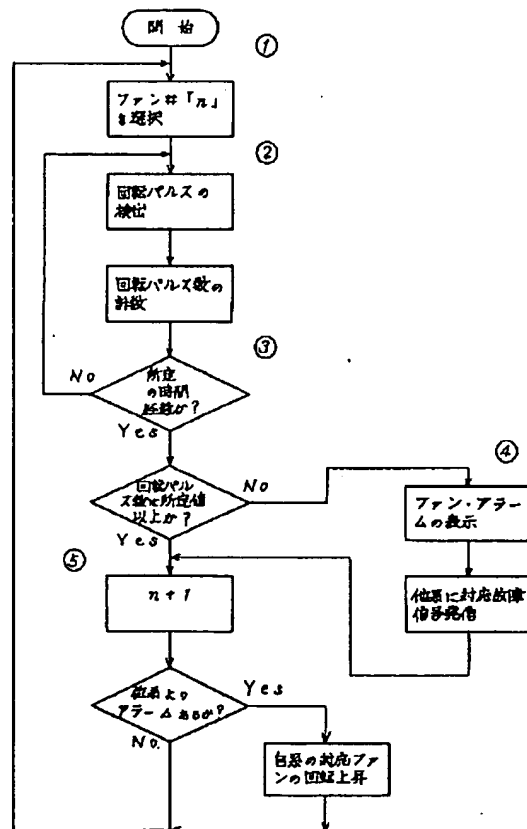 開始
①
ファン#「n」
を選択
②
回転パルスの
検出
回転パルス数の
計数
③
所定
の時間
経過か?
No
Yes
回転パル
ス数は所定値
以上か?
No
Yes
④
ファン・アラー
ムの表示
他系に対応故障
信号発信
⑤
n+1
他系より
アラームあるか?
Yes
No.
自系の対応ファ
ンの回転上昇